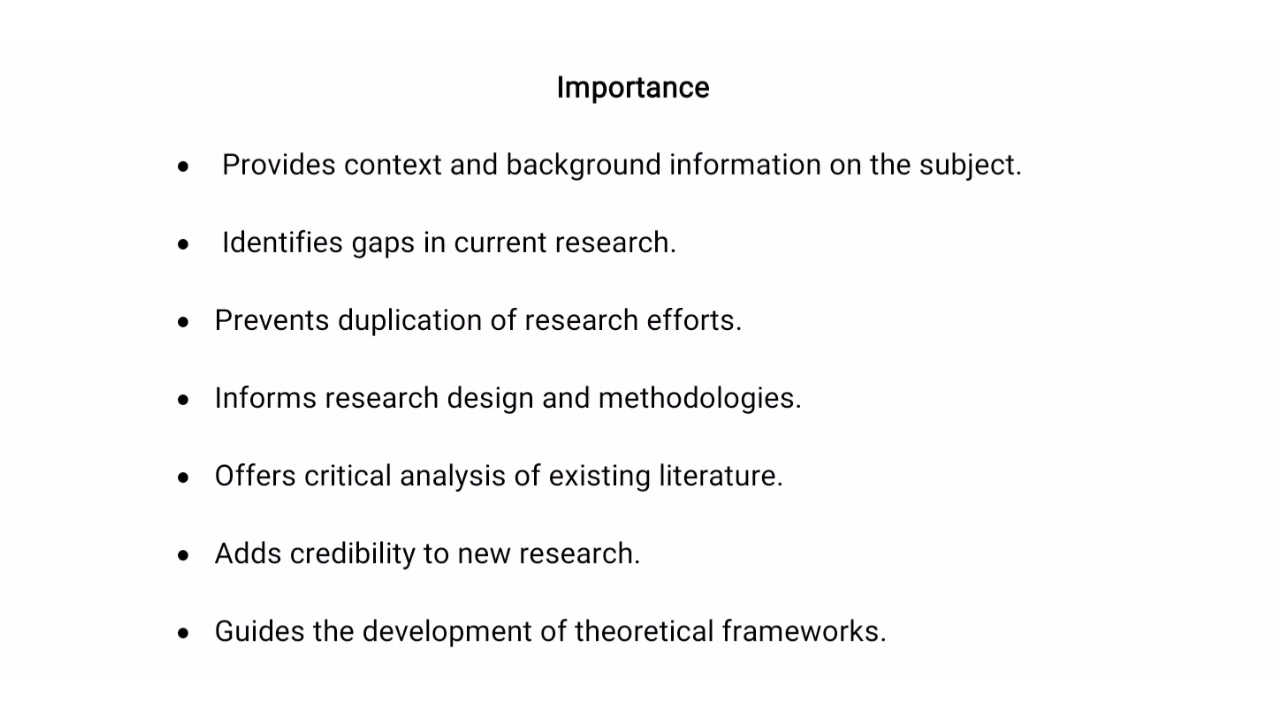 Importance
• Provides context and background information on the subject.
• Identifies gaps in current research.
• Prevents duplication of research efforts.
• Informs research design and methodologies.
• Offers critical analysis of existing literature.
• Adds credibility to new research.
• Guides the development of theoretical frameworks.